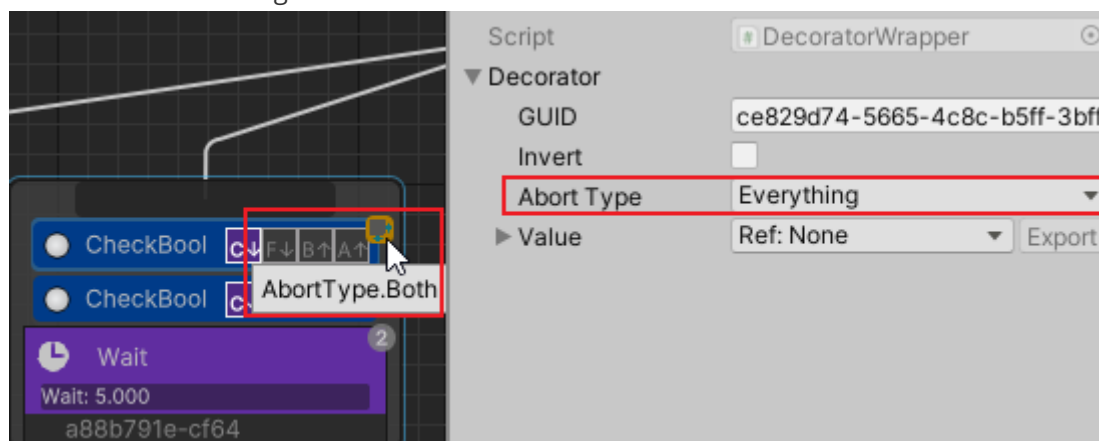 Script
# DecoratorWrapper
Decorator
GUID
ce829d74-5665-4c8c-b5ff-3bff
Invert
Abort Type
Everything
Value
Ref: None
Export
CheckBool
C↓ F↓ B↑ A↑
CheckBool
C
AbortType.Both
Wait
2
Wait: 5.000
a88b791e-cf64